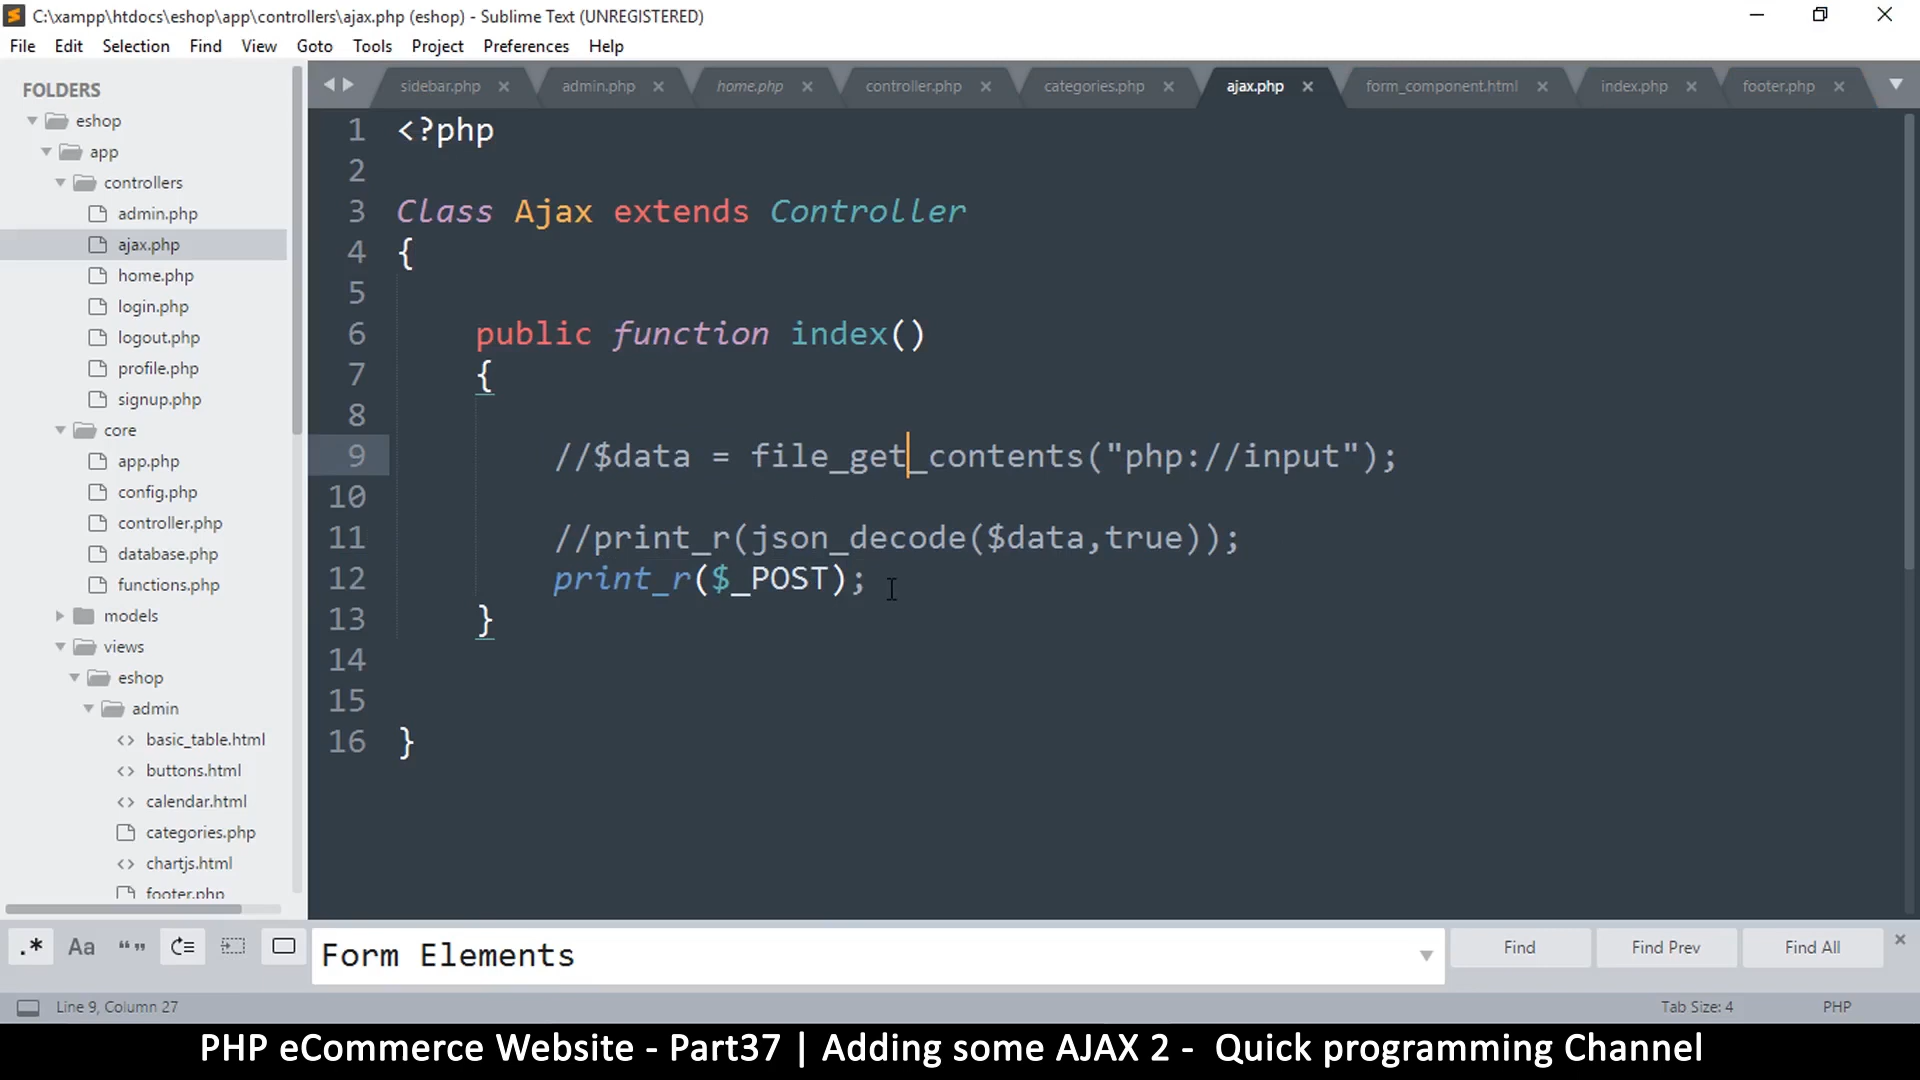 C:\xampp\htdocs\eshop\app\controllers\ajax.php (eshop) - Sublime Text (UNREGISTERED)
File Edit Selection Find View Goto Tools Project Preferences Help
FOLDERS
eshop
app
controllers
admin.php
ajax.php
home.php
login.php
logout.php
profile.php
signup.php
core
app.php
config.php
controller.php
database.php
functions.php
models
views
eshop
admin
basic_table.html
buttons.html
calendar.html
categories.php
chartjs.html
footer.php
sidebar.php admin.php home.php controller.php categories.php ajax.php form_component.html index.php footer.php
1 <?php
2
3 Class Ajax extends Controller
4 {
5
6 public function index()
7 {
8
9 //$data = file_get_contents("php://input");
10
11 //print_r(json_decode($data,true));
12 print_r($_POST);
13 }
14
15
16 }
.* Aa “” Form Elements Find Find Prev Find All
Line 9, Column 27 Tab Size: 4 PHP
PHP eCommerce Website - Part37 | Adding some AJAX 2 - Quick programming Channel